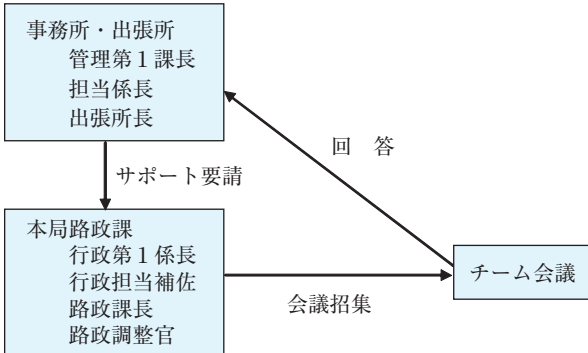 事務所・出張所
管理第１課長
担当係長
出張所長
回　答
サポート要請
本局路政課
行政第１係長
行政担当補佐
路政課長
路政調整官
チーム会議
会議招集